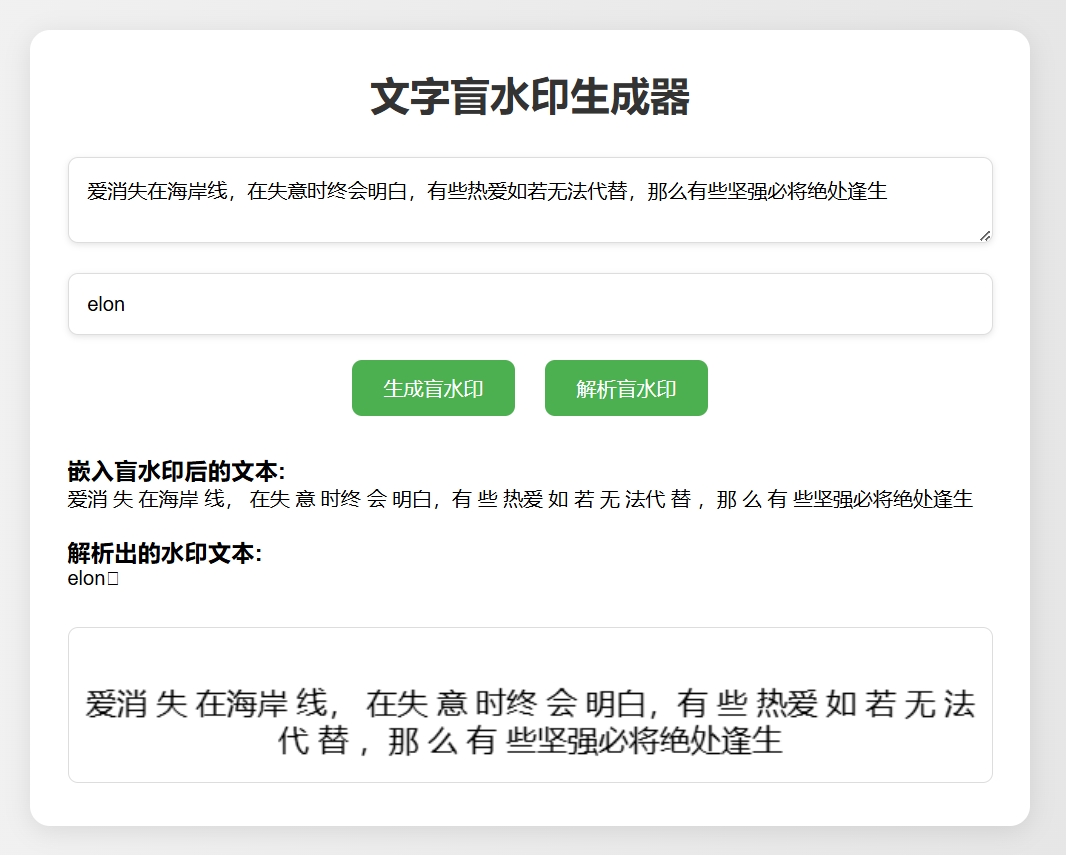 文字盲水印生成器
爱消失在海岸线，在失意时终会明白，有些热爱如若无法代替，那么有些坚强必将绝处逢生
elon
生成盲水印 解析盲水印
嵌入盲水印后的文本:
爱消 失 在海岸 线， 在失 意 时终 会 明白，有 些 热爱 如 若 无 法代 替 ，那 么 有 些坚强必将绝处逢生
解析出的水印文本:
elon□
爱消 失 在海岸 线， 在失 意 时终 会 明白，有 些 热爱 如 若 无 法
代 替 ，那 么 有 些坚强必将绝处逢生